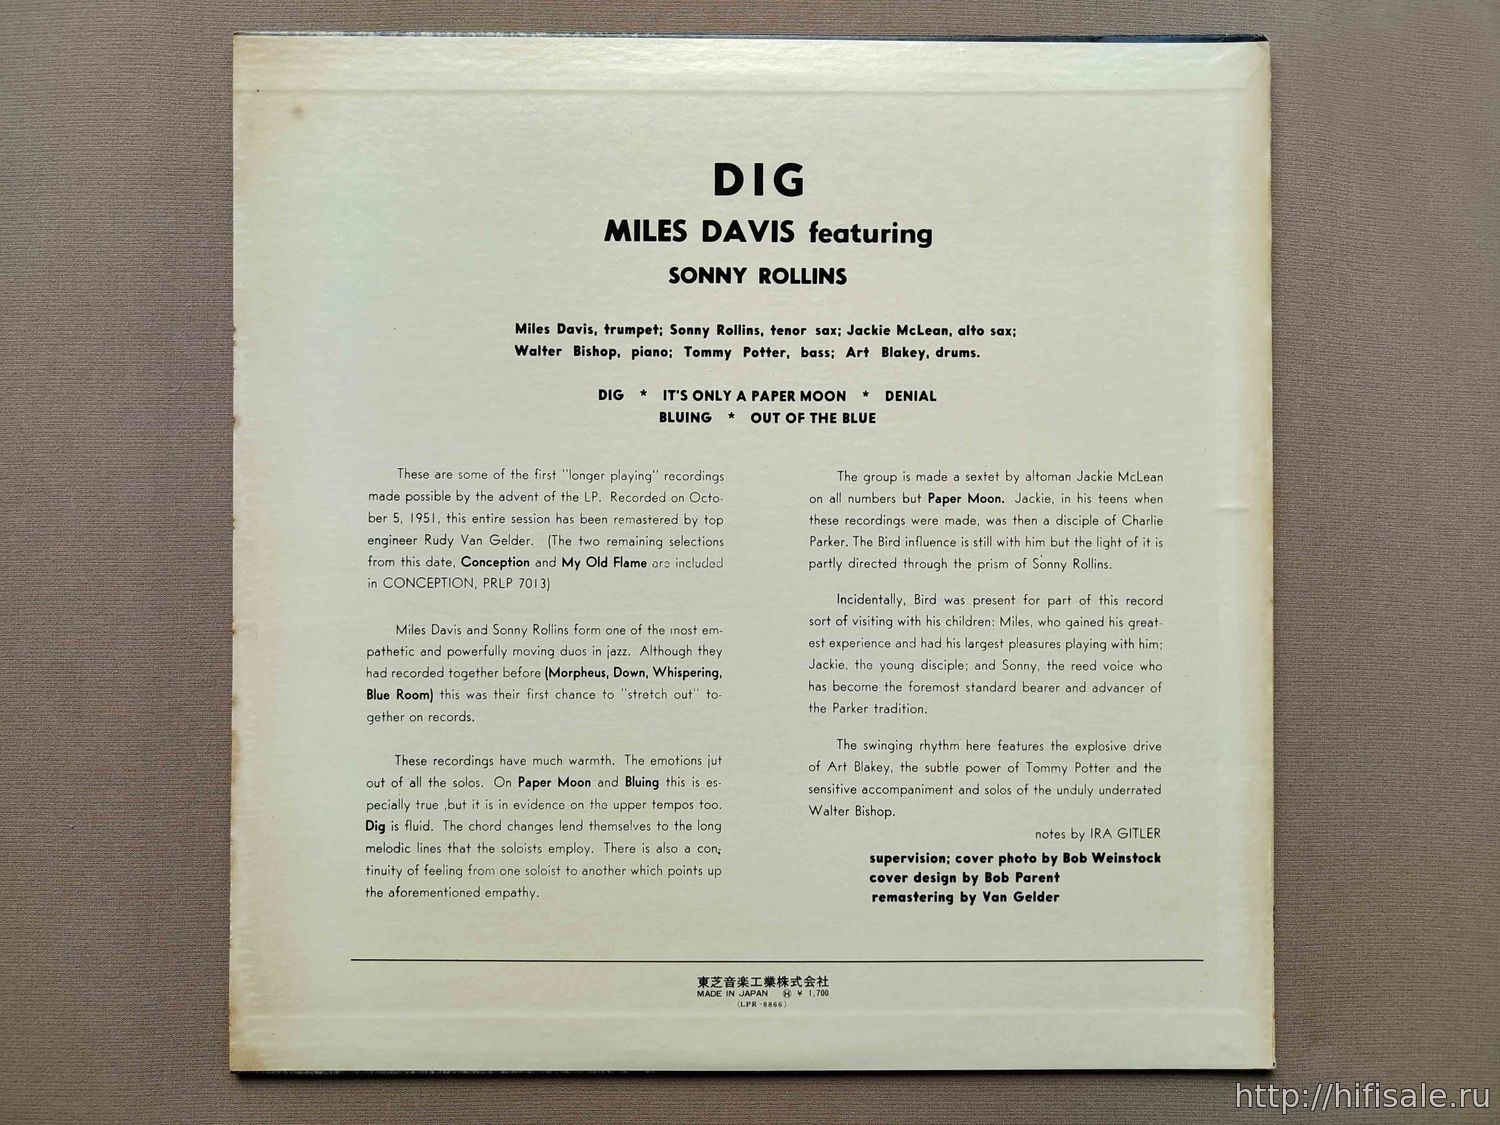 DIG
MILES DAVIS featuring
SONNY ROLLINS
Miles Davis, trumpet; Sonny Rollins, tenor sax; Jackie McLean, alto sax;
Walter Bishop, piano; Tommy Potter, bass; Art Blakey, drums.
DIG * IT'S ONLY A PAPER MOON * DENIAL
BLUING * OUT OF THE BLUE
These are some of the first "longer playing" recordings
made possible by the advent of the LP. Recorded on Octo-
ber 5, 1951, this entire session has been remastered by top
engineer Rudy Van Gelder. (The two remaining selections
from this date, Conception and My Old Flame are included
in CONCEPTION, PRLP 7013)
Miles Davis and Sonny Rollins form one of the most em-
pathetic and powerfully moving duos in jazz. Although they
had recorded together before (Morpheus, Down, Whispering,
Blue Room) this was their first chance to "stretch out" to-
gether on records.
These recordings have much warmth. The emotions jut
out of all the solos. On Paper Moon and Bluing this is es-
pecially true ,but it is in evidence on the upper tempos too.
Dig is fluid. The chord changes lend themselves to the long
melodic lines that the soloists employ. There is also a con-
tinuity of feeling from one soloist to another which points up
the aforementioned empathy.
The group is made a sextet by altoman Jackie McLean
on all numbers but Paper Moon. Jackie, in his teens when
these recordings were made, was then a disciple of Charlie
Parker. The Bird influence is still with him but the light of it is
partly directed through the prism of Sonny Rollins.
Incidentally, Bird was present for part of this record
sort of visiting with his children: Miles, who gained his great-
est experience and had his largest pleasures playing with him;
Jackie, the young disciple; and Sonny, the reed voice who
has become the foremost standard bearer and advancer of
the Parker tradition.
The swinging rhythm here features the explosive drive
of Art Blakey, the subtle power of Tommy Potter and the
sensitive accompaniment and solos of the unduly underrated
Walter Bishop.
notes by IRA GITLER
supervision; cover photo by Bob Weinstock
cover design by Bob Parent
remastering by Van Gelder
東芝音楽工業株式会社
MADE IN JAPAN Ⓗ ¥ 1,700
(LPR-8866)
http://hifisale.ru